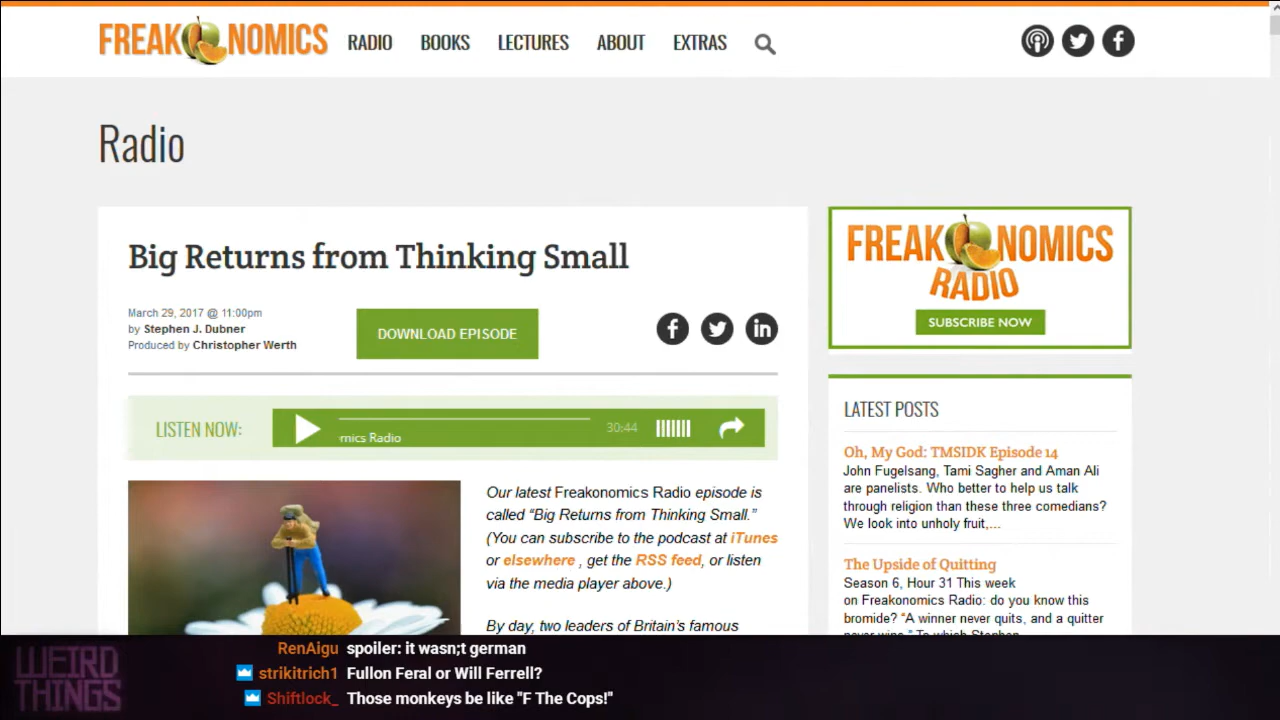 FREAKONOMICS RADIO BOOKS LECTURES ABOUT EXTRAS
Radio
Big Returns from Thinking Small
March 29, 2017 @ 11:00pm
by Stephen J. Dubner
Produced by Christopher Werth
DOWNLOAD EPISODE
LISTEN NOW:
mics Radio
30:44
Our latest Freakonomics Radio episode is
called “Big Returns from Thinking Small.”
(You can subscribe to the podcast at iTunes
or elsewhere , get the RSS feed, or listen
via the media player above.)
By day, two leaders of Britain’s famous
FREAKONOMICS
RADIO
SUBSCRIBE NOW
LATEST POSTS
Oh, My God: TMSIDK Episode 14
John Fugelsang, Tami Sagher and Aman Ali
are panelists. Who better to help us talk
through religion than these three comedians?
We look into unholy fruit,...
The Upside of Quitting
Season 6, Hour 31 This week
on Freakonomics Radio: do you know this
bromide? “A winner never quits, and a quitter
never wins.” To which Stephen
WEIRD
THINGS
RenAigu spoiler: it wasn;t german
strikitrich1 Fullon Feral or Will Ferrell?
Shiftlock_ Those monkeys be like "F The Cops!"